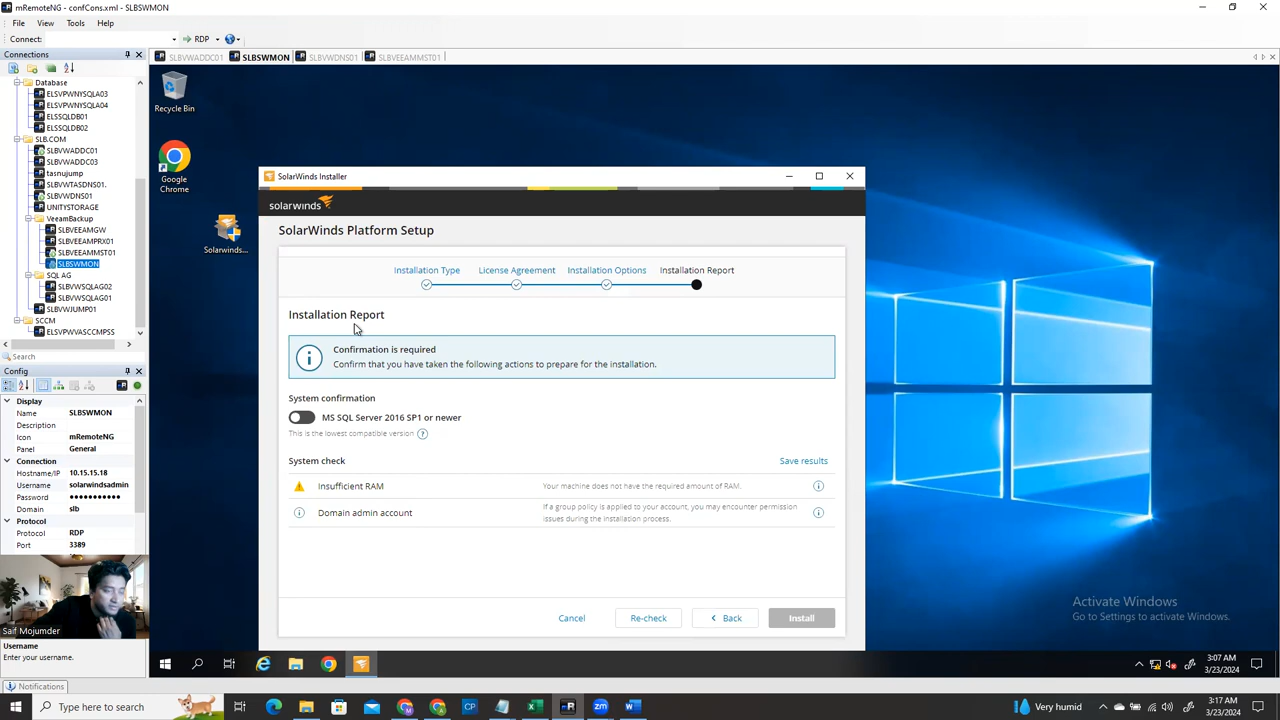 mRemoteNG - confCons.xml - SLBSWMON
File View Tools Help
Connect: RDP
Connections
SLBVWADDC01 SLBSWMON SLBVWDNS01 SLBVEEAMMST01
Database
ELSVPWNYSQLA03
ELSVPWNYSQLA04
ELSSQLDB01
ELSSQLDB02
SLB.COM
SLBVWADDC01
SLBVWADDC03
tasnujump
SLBVWTASDNS01.
SLBVWDNS01
UNITYSTORAGE
VeeamBackup
SLBVEEAMGW
SLBVEEAMPRX01
SLBVEEAMMST01
SLBSWMON
SQL AG
SLBVWSQLAG02
SLBVWSQLAG01
SLBVWJUMP01
SCCM
ELSVPWVASCCMPSS
Search
Config
Display
Name SLBSWMON
Description
Icon mRemoteNG
Panel General
Connection
Hostname/IP 10.15.15.18
Username solarwindsadmin
Password ●●●●●●●●●●●
Domain slb
Protocol
Protocol RDP
Port 3389
Saif Mojumder
Username
Enter your username.
Notifications
Recycle Bin
Google
Chrome
Solarwinds...
SolarWinds Installer
solarwinds
SolarWinds Platform Setup
Installation Type License Agreement Installation Options Installation Report
Installation Report
Confirmation is required
Confirm that you have taken the following actions to prepare for the installation.
System confirmation
MS SQL Server 2016 SP1 or newer
This is the lowest compatible version
System check Save results
Insufficient RAM Your machine does not have the required amount of RAM.
Domain admin account If a group policy is applied to your account, you may encounter permission
issues during the installation process.
Cancel Re-check Back Install
Activate Windows
Go to Settings to activate Windows.
3:07 AM
3/23/2024
Type here to search
Very humid
3:17 AM
3/23/2024